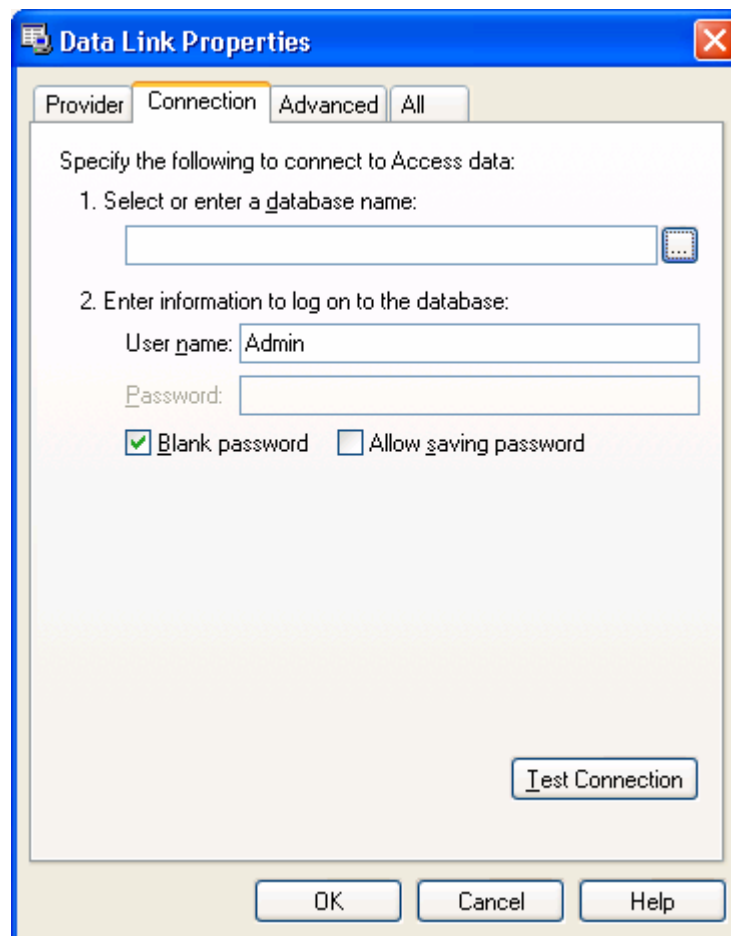 Data Link Properties
Provider Connection Advanced All
Specify the following to connect to Access data:
1. Select or enter a database name:
...
2. Enter information to log on to the database:
User name: Admin
Password:
Blank password Allow saving password
Test Connection
OK Cancel Help